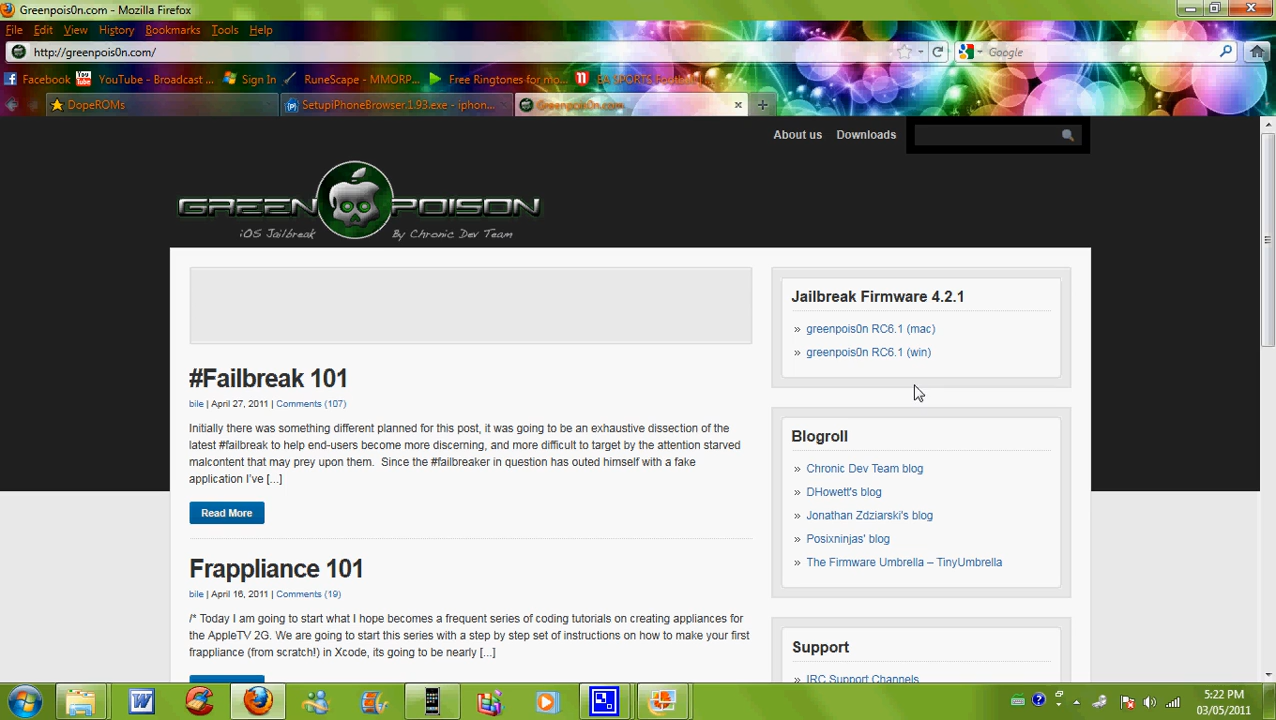 Greenpois0n.com - Mozilla Firefox
File Edit View History Bookmarks Tools Help
http://greenpois0n.com/
Google
Facebook YouTube - Broadcast ... Sign In RuneScape - MMORP... Free Ringtones for mo... EA SPORTS Football
DopeROMs SetupiPhoneBrowser.1.93.exe - iphon... Greenpois0n.com
About us Downloads
GREEN POISON
iOS Jailbreak By Chronic Dev Team
Jailbreak Firmware 4.2.1
» greenpois0n RC6.1 (mac)
» greenpois0n RC6.1 (win)
#Failbreak 101
bile | April 27, 2011 | Comments (107)
Initially there was something different planned for this post, it was going to be an exhaustive dissection of the
latest #failbreak to help end-users become more discerning, and more difficult to target by the attention starved
malcontent that may prey upon them. Since the #failbreaker in question has outed himself with a fake
application I've [...]
Read More
Blogroll
» Chronic Dev Team blog
» DHowett's blog
» Jonathan Zdziarski's blog
» Posixninjas' blog
» The Firmware Umbrella – TinyUmbrella
Frappliance 101
bile | April 16, 2011 | Comments (19)
/* Today I am going to start what I hope becomes a frequent series of coding tutorials on creating appliances for
the AppleTV 2G. We are going to start this series with a step by step set of instructions on how to make your first
frappliance (from scratch!) in Xcode, its going to be nearly [...]
Support
» IRC Support Channels
5:22 PM
03/05/2011